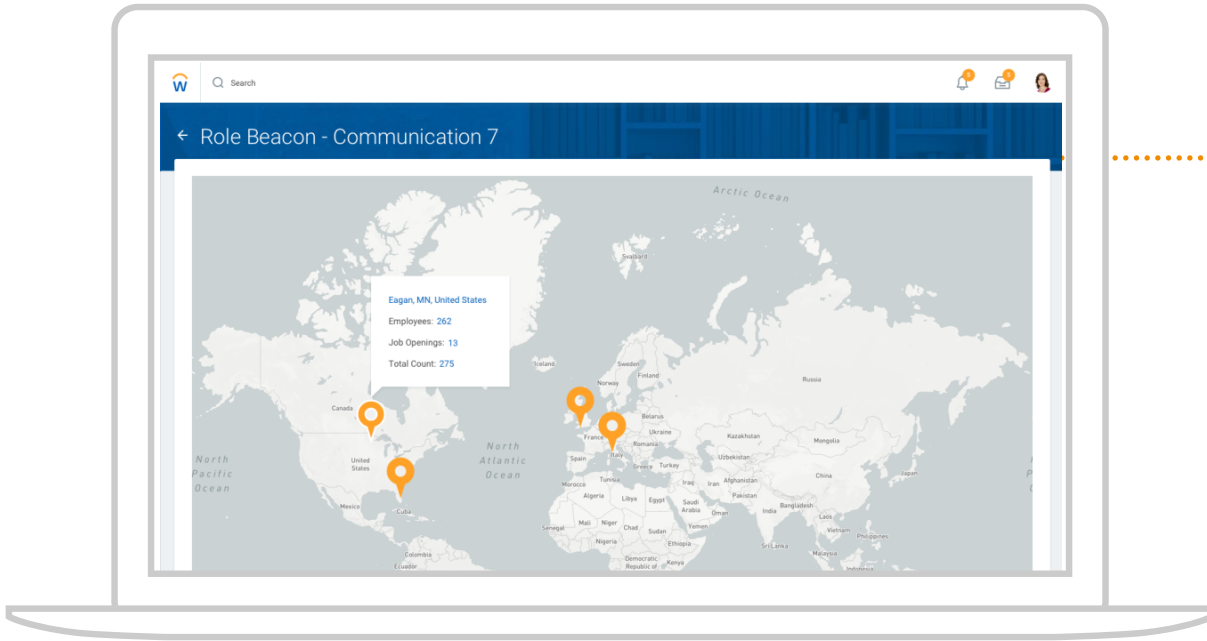 W
Search
5
5
Role Beacon - Communication 7
Arctic Ocean
Svalbard
Eagan, MN, United States
Employees: 262
Job Openings: 13
Total Count: 275
Iceland
Sweden
Finland
Norway
Russia
Canada
Belarus
Ukraine
France
Romania
Kazakhstan
Mongolia
North
Pacific
Ocean
United
States
North
Atlantic
Ocean
Spain
Italy
Greece
Turkey
Uzbekistan
China
Japan
Morocco
Tunisia
Iraq
Iran
Afghanistan
Pakistan
Algeria
Libya
Egypt
Saudi
Arabia
Oman
India
Bangladesh
Mexico
Cuba
Laos
Senegal
Mali
Niger
Chad
Sudan
Yemen
Vietnam
Philippines
Nigeria
Ethiopia
Sri Lanka
Malaysia
Colombia
Ecuador
Democratic
Republic of
Kenya
Indonesia